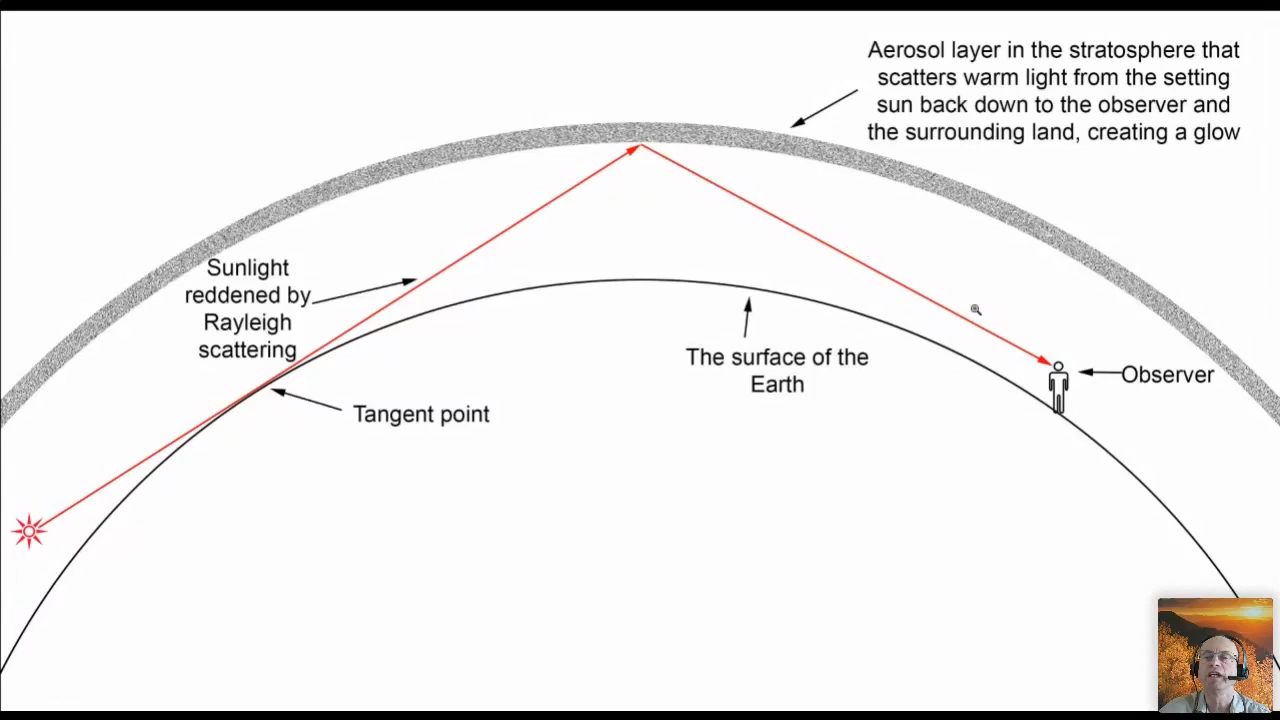 Aerosol layer in the stratosphere that
scatters warm light from the setting
sun back down to the observer and
the surrounding land, creating a glow
Sunlight
reddened by
Rayleigh
scattering
The surface of the
Earth
Observer
Tangent point